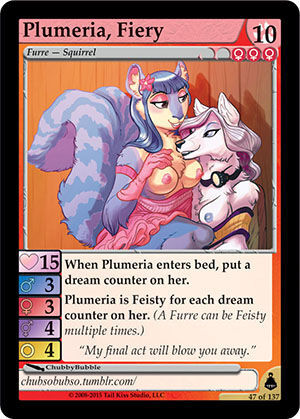 Plumeria, Fiery
10
Furre — Squirrel
15
When Plumeria enters bed, put a
dream counter on her.
3
Plumeria is Feisty for each dream
3
counter on her. (A Furre can be Feisty
multiple times.)
4
4
"My final act will blow you away."
ChubbyBubble
chubsobubso.tumblr.com/
© 2008-2015 Tail Kiss Studio, LLC
47 of 137